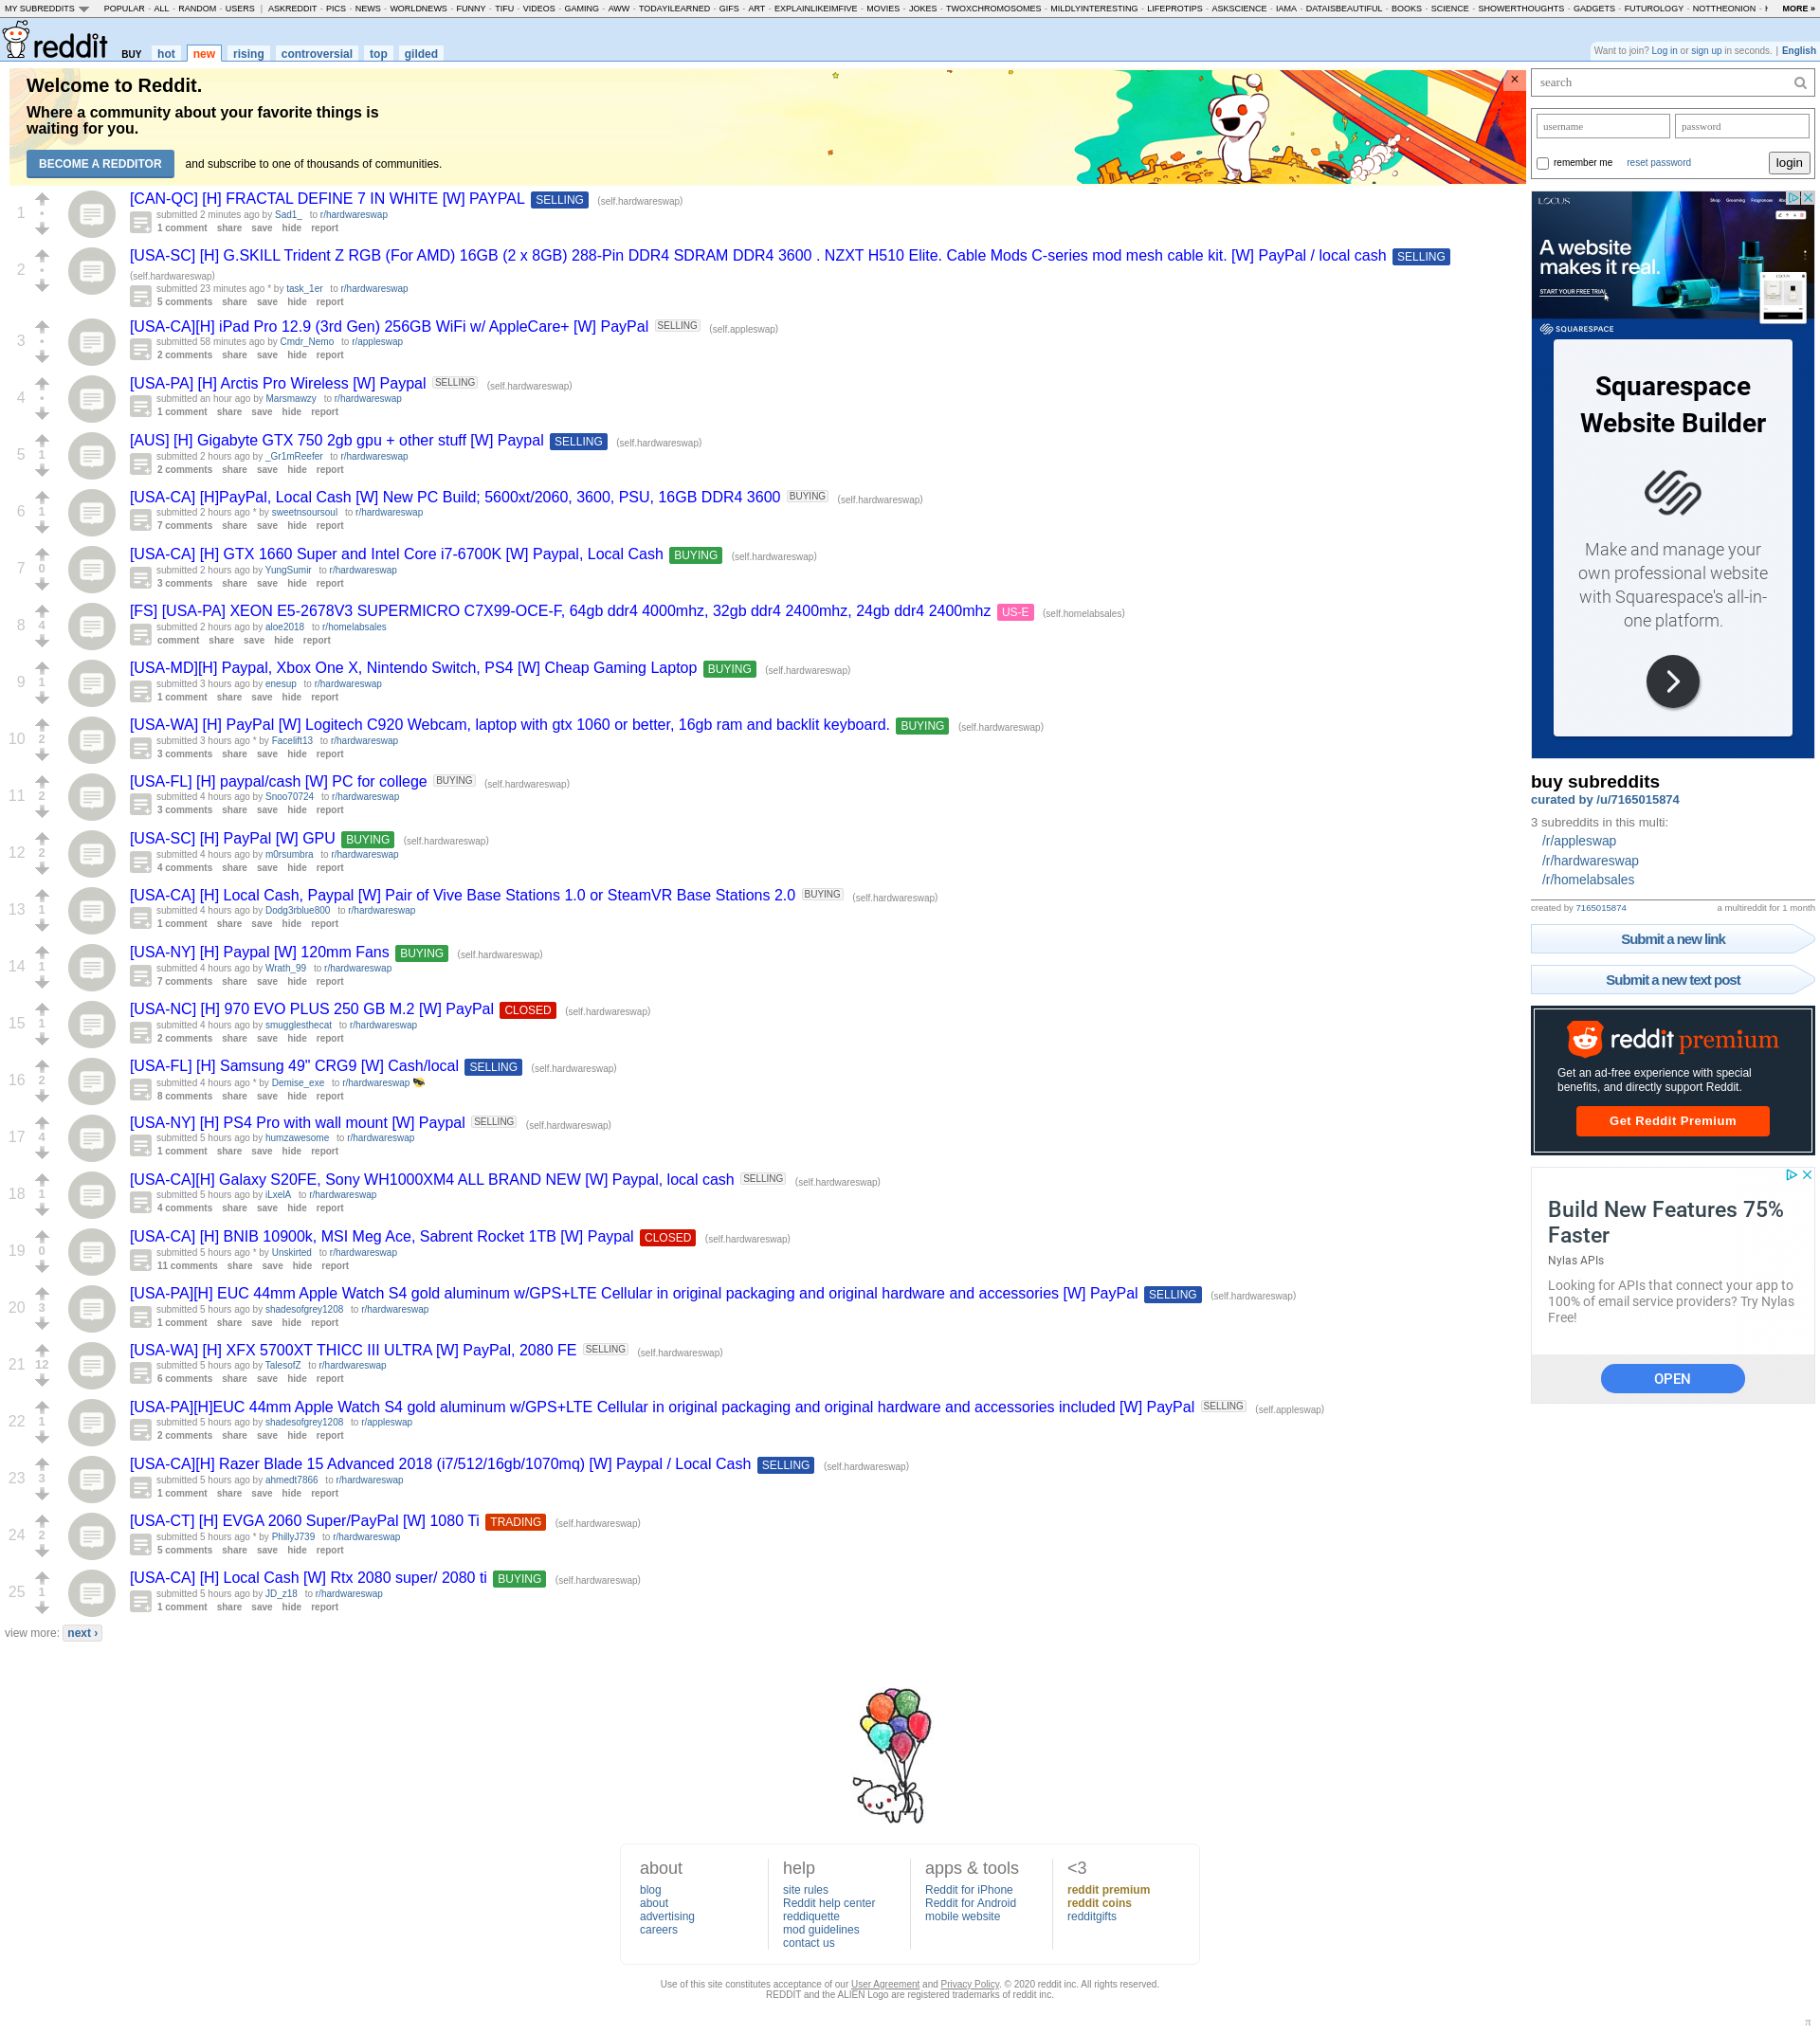 MY SUBREDDITS POPULAR - ALL - RANDOM - USERS | ASKREDDIT - PICS - NEWS - WORLDNEWS - FUNNY - TIFU - VIDEOS - GAMING - AWW - TODAYILEARNED - GIFS - ART - EXPLAINLIKEIMFIVE - MOVIES - JOKES - TWOXCHROMOSOMES - MILDLYINTERESTING - LIFEPROTIPS - ASKSCIENCE - IAMA - DATAISBEAUTIFUL - BOOKS - SCIENCE - SHOWERTHOUGHTS - GADGETS - FUTUROLOGY - NOTTHEONION - MORE »
reddit BUY hot new rising controversial top gilded
Want to join? Log in or sign up in seconds. | English
Welcome to Reddit.
Where a community about your favorite things is
waiting for you.
BECOME A REDDITOR and subscribe to one of thousands of communities.
×
1
[CAN-QC] [H] FRACTAL DEFINE 7 IN WHITE [W] PAYPAL SELLING (self.hardwareswap)
submitted 2 minutes ago by Sad1_ to r/hardwareswap
1 comment share save hide report
2
[USA-SC] [H] G.SKILL Trident Z RGB (For AMD) 16GB (2 x 8GB) 288-Pin DDR4 SDRAM DDR4 3600 . NZXT H510 Elite. Cable Mods C-series mod mesh cable kit. [W] PayPal / local cash SELLING
(self.hardwareswap)
submitted 23 minutes ago * by task_1er to r/hardwareswap
5 comments share save hide report
3
[USA-CA][H] iPad Pro 12.9 (3rd Gen) 256GB WiFi w/ AppleCare+ [W] PayPal SELLING (self.appleswap)
submitted 58 minutes ago by Cmdr_Nemo to r/appleswap
2 comments share save hide report
4
[USA-PA] [H] Arctis Pro Wireless [W] Paypal SELLING (self.hardwareswap)
submitted an hour ago by Marsmawzy to r/hardwareswap
1 comment share save hide report
5 1
[AUS] [H] Gigabyte GTX 750 2gb gpu + other stuff [W] Paypal SELLING (self.hardwareswap)
submitted 2 hours ago by _Gr1mReefer to r/hardwareswap
2 comments share save hide report
6 1
[USA-CA] [H]PayPal, Local Cash [W] New PC Build; 5600xt/2060, 3600, PSU, 16GB DDR4 3600 BUYING (self.hardwareswap)
submitted 2 hours ago * by sweetnsoursoul to r/hardwareswap
7 comments share save hide report
7 0
[USA-CA] [H] GTX 1660 Super and Intel Core i7-6700K [W] Paypal, Local Cash BUYING (self.hardwareswap)
submitted 2 hours ago by YungSumir to r/hardwareswap
3 comments share save hide report
8 4
[FS] [USA-PA] XEON E5-2678V3 SUPERMICRO C7X99-OCE-F, 64gb ddr4 4000mhz, 32gb ddr4 2400mhz, 24gb ddr4 2400mhz US-E (self.homelabsales)
submitted 2 hours ago by aloe2018 to r/homelabsales
comment share save hide report
9 1
[USA-MD][H] Paypal, Xbox One X, Nintendo Switch, PS4 [W] Cheap Gaming Laptop BUYING (self.hardwareswap)
submitted 3 hours ago by enesup to r/hardwareswap
1 comment share save hide report
10 2
[USA-WA] [H] PayPal [W] Logitech C920 Webcam, laptop with gtx 1060 or better, 16gb ram and backlit keyboard. BUYING (self.hardwareswap)
submitted 3 hours ago * by Facelift13 to r/hardwareswap
3 comments share save hide report
11 2
[USA-FL] [H] paypal/cash [W] PC for college BUYING (self.hardwareswap)
submitted 4 hours ago by Snoo70724 to r/hardwareswap
3 comments share save hide report
12 2
[USA-SC] [H] PayPal [W] GPU BUYING (self.hardwareswap)
submitted 4 hours ago by m0rsumbra to r/hardwareswap
4 comments share save hide report
13 1
[USA-CA] [H] Local Cash, Paypal [W] Pair of Vive Base Stations 1.0 or SteamVR Base Stations 2.0 BUYING (self.hardwareswap)
submitted 4 hours ago by Dodg3rblue800 to r/hardwareswap
1 comment share save hide report
14 1
[USA-NY] [H] Paypal [W] 120mm Fans BUYING (self.hardwareswap)
submitted 4 hours ago by Wrath_99 to r/hardwareswap
7 comments share save hide report
15 1
[USA-NC] [H] 970 EVO PLUS 250 GB M.2 [W] PayPal CLOSED (self.hardwareswap)
submitted 4 hours ago by smugglesthecat to r/hardwareswap
2 comments share save hide report
16 2
[USA-FL] [H] Samsung 49" CRG9 [W] Cash/local SELLING (self.hardwareswap)
submitted 4 hours ago * by Demise_exe to r/hardwareswap
8 comments share save hide report
17 4
[USA-NY] [H] PS4 Pro with wall mount [W] Paypal SELLING (self.hardwareswap)
submitted 5 hours ago by humzawesome to r/hardwareswap
1 comment share save hide report
18 1
[USA-CA][H] Galaxy S20FE, Sony WH1000XM4 ALL BRAND NEW [W] Paypal, local cash SELLING (self.hardwareswap)
submitted 5 hours ago by iLxelA to r/hardwareswap
4 comments share save hide report
19 0
[USA-CA] [H] BNIB 10900k, MSI Meg Ace, Sabrent Rocket 1TB [W] Paypal CLOSED (self.hardwareswap)
submitted 5 hours ago * by Unskirted to r/hardwareswap
11 comments share save hide report
20 3
[USA-PA][H] EUC 44mm Apple Watch S4 gold aluminum w/GPS+LTE Cellular in original packaging and original hardware and accessories [W] PayPal SELLING (self.hardwareswap)
submitted 5 hours ago by shadesofgrey1208 to r/hardwareswap
1 comment share save hide report
21 12
[USA-WA] [H] XFX 5700XT THICC III ULTRA [W] PayPal, 2080 FE SELLING (self.hardwareswap)
submitted 5 hours ago by TalesofZ to r/hardwareswap
6 comments share save hide report
22 1
[USA-PA][H]EUC 44mm Apple Watch S4 gold aluminum w/GPS+LTE Cellular in original packaging and original hardware and accessories included [W] PayPal SELLING (self.appleswap)
submitted 5 hours ago by shadesofgrey1208 to r/appleswap
2 comments share save hide report
23 3
[USA-CA][H] Razer Blade 15 Advanced 2018 (i7/512/16gb/1070mq) [W] Paypal / Local Cash SELLING (self.hardwareswap)
submitted 5 hours ago by ahmedt7866 to r/hardwareswap
1 comment share save hide report
24 2
[USA-CT] [H] EVGA 2060 Super/PayPal [W] 1080 Ti TRADING (self.hardwareswap)
submitted 5 hours ago * by PhillyJ739 to r/hardwareswap
5 comments share save hide report
25 1
[USA-CA] [H] Local Cash [W] Rtx 2080 super/ 2080 ti BUYING (self.hardwareswap)
submitted 5 hours ago by JD_z18 to r/hardwareswap
1 comment share save hide report
view more: next ›
search
username password
remember me reset password login
LOCUS
A website
makes it real.
START YOUR FREE TRIAL
SQUARESPACE
Squarespace
Website Builder
Make and manage your
own professional website
with Squarespace's all-in-
one platform.
buy subreddits
curated by /u/7165015874
3 subreddits in this multi:
/r/appleswap
/r/hardwareswap
/r/homelabsales
created by 7165015874 a multireddit for 1 month
Submit a new link
Submit a new text post
reddit premium
Get an ad-free experience with special
benefits, and directly support Reddit.
Get Reddit Premium
Build New Features 75%
Faster
Nylas APIs
Looking for APIs that connect your app to
100% of email service providers? Try Nylas
Free!
OPEN
about
blog
about
advertising
careers
help
site rules
Reddit help center
reddiquette
mod guidelines
contact us
apps & tools
Reddit for iPhone
Reddit for Android
mobile website
<3
reddit premium
reddit coins
redditgifts
Use of this site constitutes acceptance of our User Agreement and Privacy Policy. © 2020 reddit inc. All rights reserved.
REDDIT and the ALIEN Logo are registered trademarks of reddit inc.
π